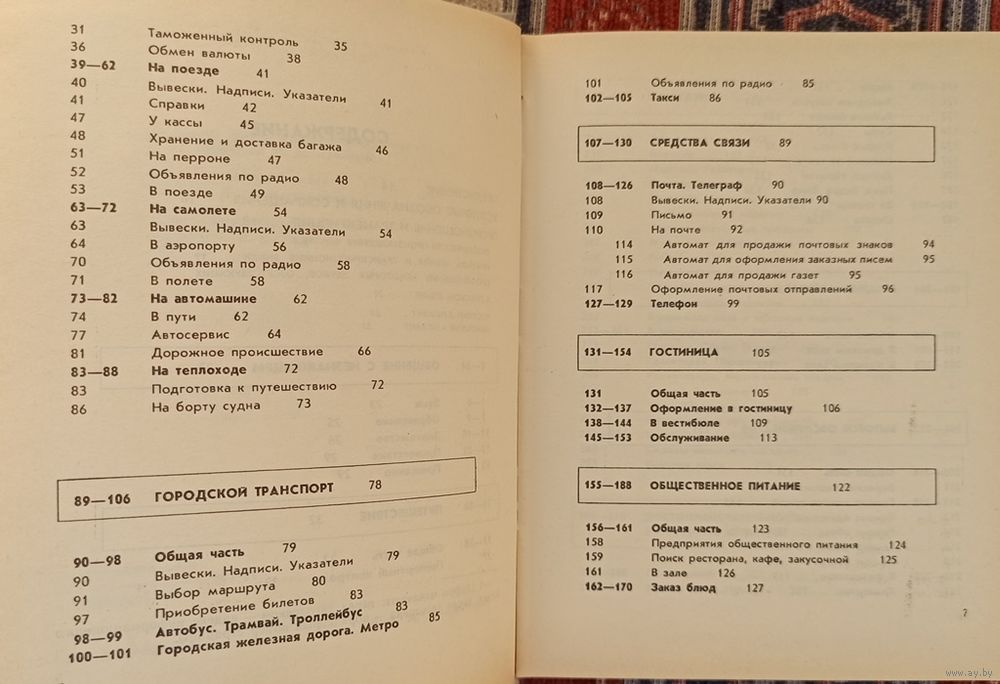 31 Таможенный контроль 35
36 Обмен валюты 38
39—62 На поезде 41
40 Вывески. Надписи. Указатели 41
41 Справки 42
47 У кассы 45
48 Хранение и доставка багажа 46
51 На перроне 47
52 Объявления по радио 48
53 В поезде 49
63—72 На самолете 54
63 Вывески. Надписи. Указатели 54
64 В аэропорту 56
70 Объявления по радио 58
71 В полете 58
73—82 На автомашине 62
74 В пути 62
77 Автосервис 64
81 Дорожное происшествие 66
83—88 На теплоходе 72
83 Подготовка к путешествию 72
86 На борту судна 73
89—106 ГОРОДСКОЙ ТРАНСПОРТ 78
90—98 Общая часть 79
90 Вывески. Надписи. Указатели 79
91 Выбор маршрута 80
97 Приобретение билетов 83
98—99 Автобус. Трамвай. Троллейбус 83
100—101 Городская железная дорога. Метро 85
101 Объявления по радио 85
102—105 Такси 86
107—130 СРЕДСТВА СВЯЗИ 89
108—126 Почта. Телеграф 90
108 Вывески. Надписи. Указатели 90
109 Письмо 91
110 На почте 92
114 Автомат для продажи почтовых знаков 94
115 Автомат для оформления заказных писем 95
116 Автомат для продажи газет 95
117 Оформление почтовых отправлений 96
127—129 Телефон 99
131—154 ГОСТИНИЦА 105
131 Общая часть 105
132—137 Оформление в гостиницу 106
138—144 В вестибюле 109
145—153 Обслуживание 113
155—188 ОБЩЕСТВЕННОЕ ПИТАНИЕ 122
156—161 Общая часть 123
158 Предприятия общественного питания 124
159 Поиск ресторана, кафе, закусочной 125
161 В зале 126
162—170 Заказ блюд 127
7
www.ay.by